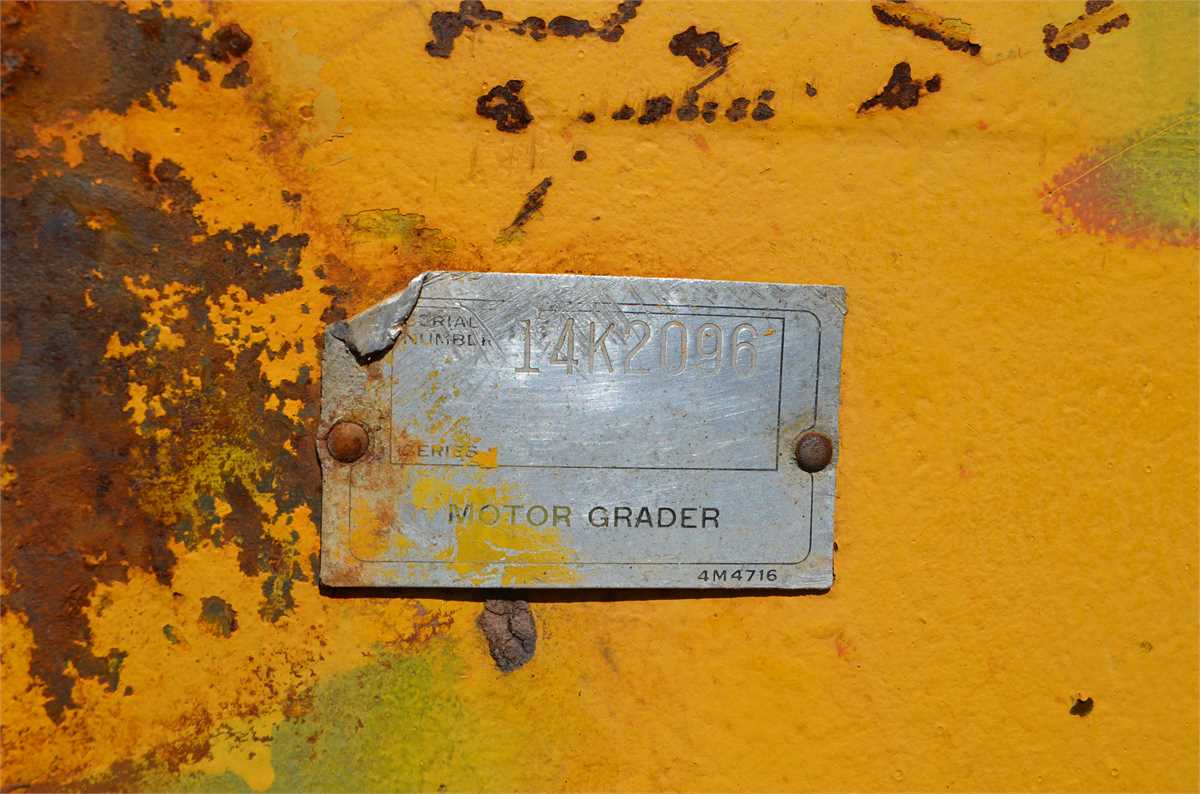 SERIAL 14K2096
NUMBER
SERIES
MOTOR GRADER
4M4716